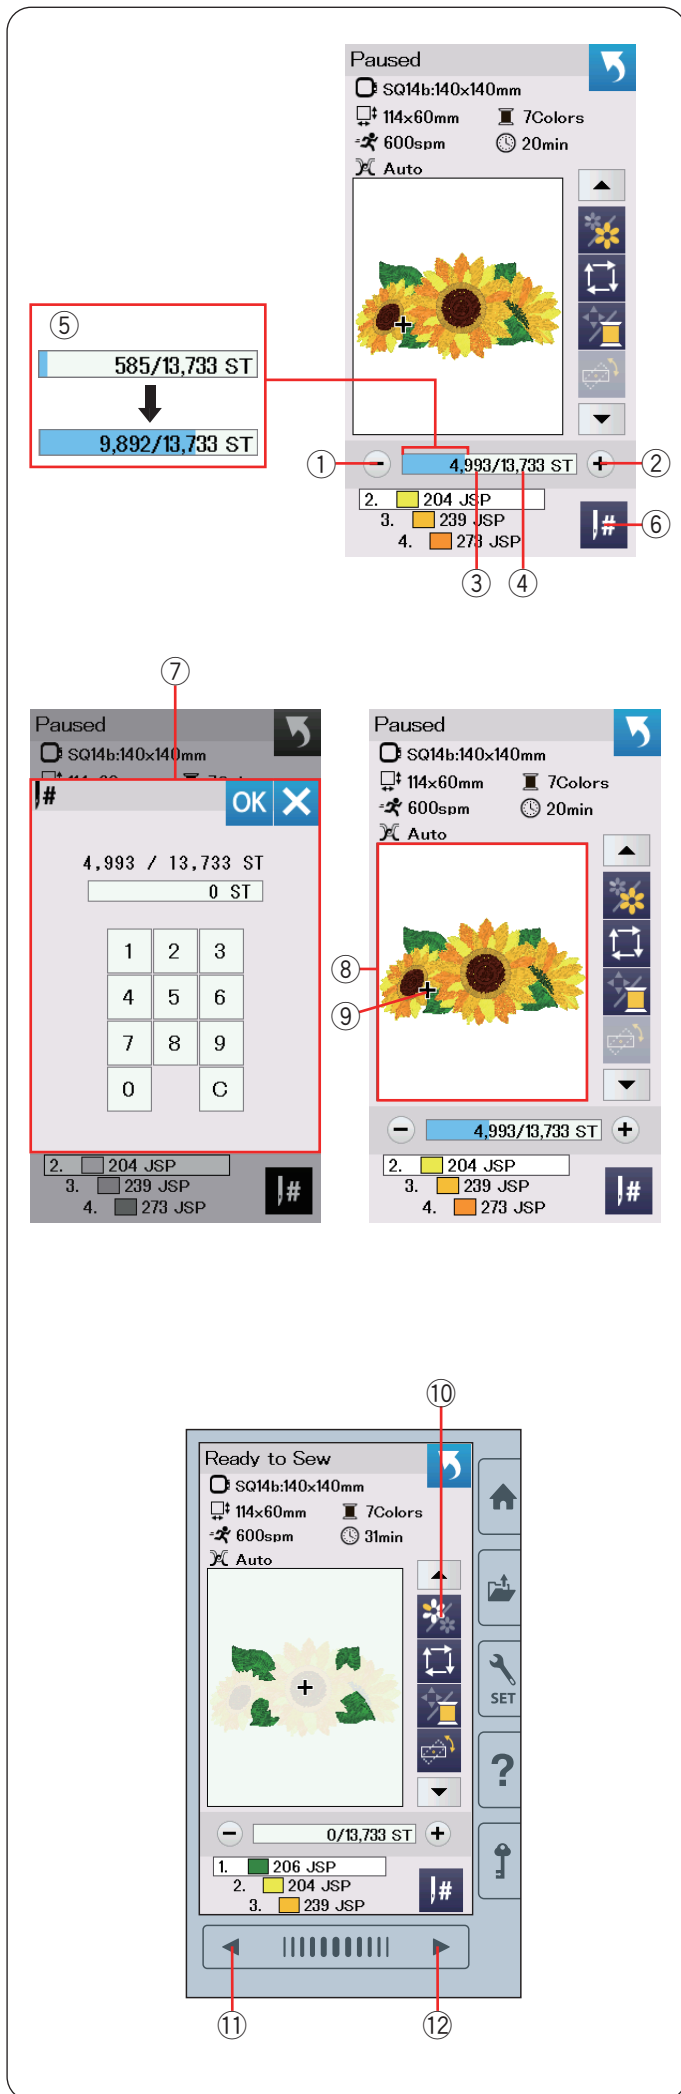 Paused
SQ14b:140x140mm
114x60mm 7Colors
600spm 20min
Auto
⑤
585/13,733 ST
9,892/13,733 ST
① - 4,993/13,733 ST + ②
2. 204 JSP
3. 239 JSP
4. 273 JSP
# ⑥
③ ④
⑦
Paused
SQ14b:140x140mm
#
OK
4,993 / 13,733 ST
0 ST
1 2 3
4 5 6
7 8 9
0 C
2. 204 JSP
3. 239 JSP
4. 273 JSP
#
Paused
SQ14b:140x140mm
114x60mm 7Colors
600spm 20min
Auto
⑧
⑨
- 4,993/13,733 ST +
2. 204 JSP
3. 239 JSP
4. 273 JSP
#
⑩
Ready to Sew
SQ14b:140x140mm
114x60mm 7Colors
600spm 31min
Auto
SET
?
- 0/13,733 ST +
1. 206 JSP
2. 204 JSP
3. 239 JSP
#
⑪ ⑫